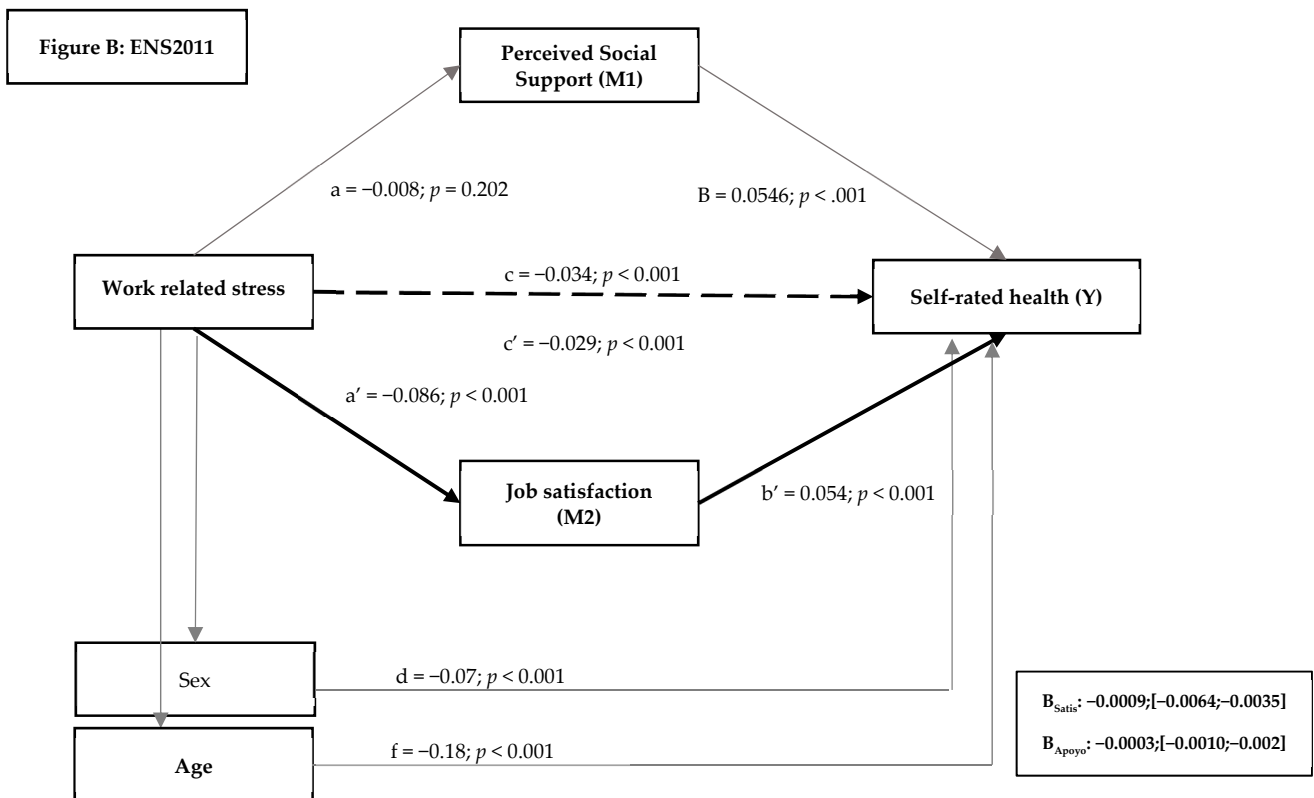 Figure B: ENS2011
Perceived Social
Support (M1)
a = −0.008; p = 0.202
B = 0.0546; p < .001
Work related stress
c = −0.034; p < 0.001
Self-rated health (Y)
c’ = −0.029; p < 0.001
a’ = −0.086; p < 0.001
Job satisfaction
(M2)
b’ = 0.054; p < 0.001
Sex
d = −0.07; p < 0.001
Age
f = −0.18; p < 0.001
B_Satis: −0.0009;[−0.0064;−0.0035]
B_Apoyo: −0.0003;[−0.0010;−0.002]